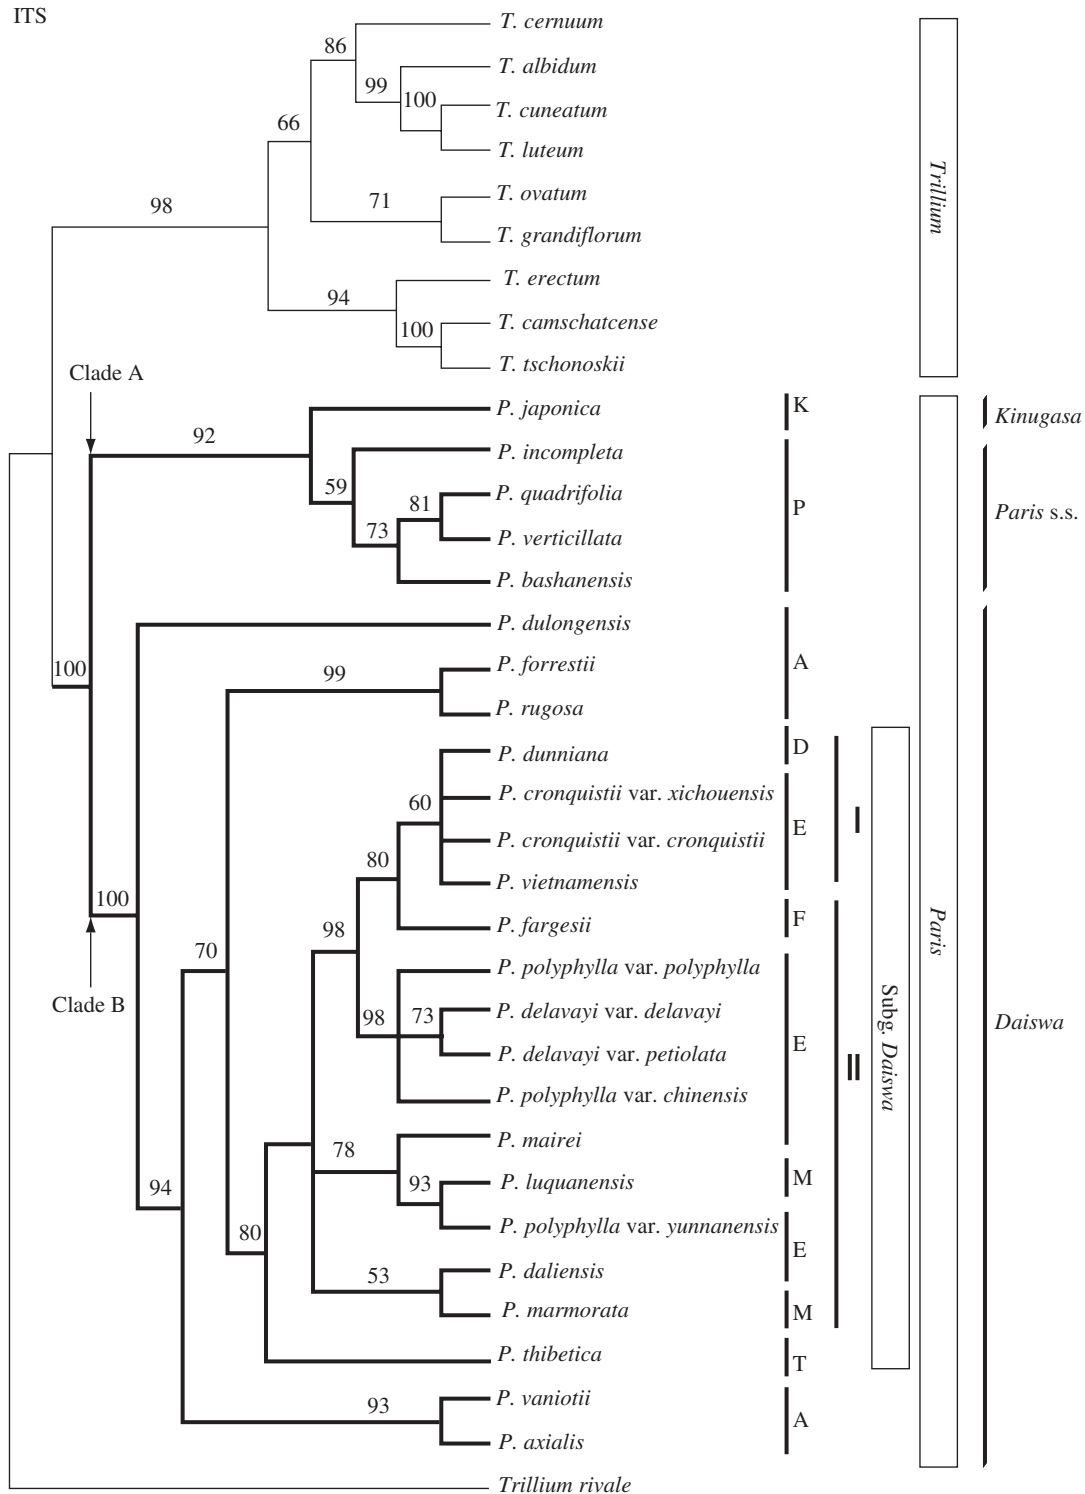 ITS
T. cernuum
86
T. albidum
99
100
T. cuneatum
66
T. luteum
T. ovatum
71
98
T. grandiflorum
T. erectum
94
T. camschatcense
100
T. tschonoskii
Trillium
Clade A
P. japonica
K
Kinugasa
92
P. incompleta
59
P. quadrifolia
81
P
Paris s.s.
73
P. verticillata
P. bashanensis
P. dulongensis
100
P. forrestii
A
99
P. rugosa
P. dunniana
D
P. cronquistii var. xichouensis
60
E
I
P. cronquistii var. cronquistii
80
P. vietnamensis
100
P. fargesii
F
98
70
P. polyphylla var. polyphylla
Clade B
98
73
P. delavayi var. delavayi
P. delavayi var. petiolata
E
II
P. polyphylla var. chinensis
Subg. Daiswa
Paris
Daiswa
P. mairei
78
P. luquanensis
M
93
94
P. polyphylla var. yunnanensis
E
80
P. daliensis
53
P. marmorata
M
P. thibetica
T
P. vaniotii
93
A
P. axialis
Trillium rivale